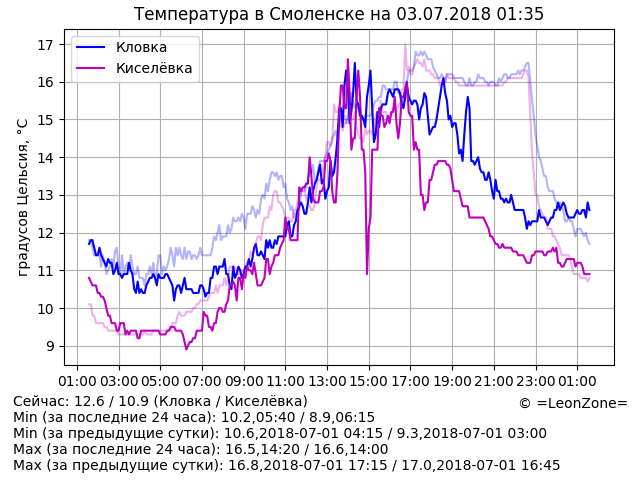 Температура в Смоленске на 03.07.2018 01:35
Кловка
Киселёвка
градусов Цельсия, °C
17
16
15
14
13
12
11
10
9
01:00 03:00 05:00 07:00 09:00 11:00 13:00 15:00 17:00 19:00 21:00 23:00 01:00
Сейчас: 12.6 / 10.9 (Кловка / Киселёвка)
© =LeonZone=
Min (за последние 24 часа): 10.2,05:40 / 8.9,06:15
Min (за предыдущие сутки): 10.6,2018-07-01 04:15 / 9.3,2018-07-01 03:00
Max (за последние 24 часа): 16.5,14:20 / 16.6,14:00
Max (за предыдущие сутки): 16.8,2018-07-01 17:15 / 17.0,2018-07-01 16:45